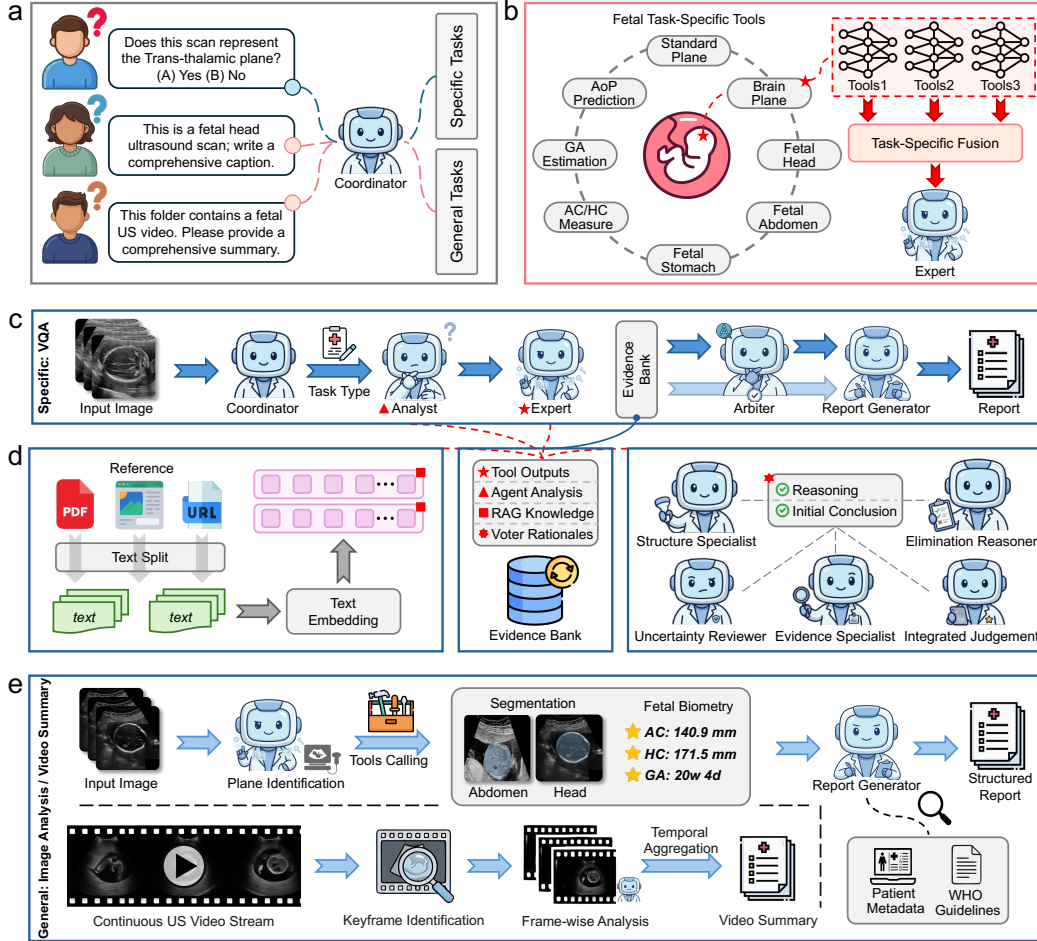 a
?
Does this scan represent
the Trans-thalamic plane?
(A) Yes (B) No
?
This is a fetal head
ultrasound scan; write a
comprehensive caption.
?
This folder contains a fetal
US video. Please provide a
comprehensive summary.
Coordinator
Specific Tasks
General Tasks
b
Fetal Task-Specific Tools
Standard
Plane
Brain
Plane
Fetal
Head
Fetal
Abdomen
Fetal
Stomach
AC/HC
Measure
GA
Estimation
AoP
Prediction
Tools1
Tools2
Tools3
Task-Specific Fusion
Expert
c
Specific: VQA
Input Image
Coordinator
Task Type
?
Analyst
Expert
Evidence
Bank
Arbiter
Report Generator
Report
d
Reference
PDF
URL
Text Split
text
text
Text
Embedding
Tool Outputs
Agent Analysis
RAG Knowledge
Voter Rationales
Evidence Bank
Structure Specialist
Reasoning
Initial Conclusion
Elimination Reasoner
Uncertainty Reviewer
Evidence Specialist
Integrated Judgement
e
General: Image Analysis / Video Summary
Input Image
Plane Identification
Tools Calling
Segmentation
Abdomen
Head
Fetal Biometry
AC: 140.9 mm
HC: 171.5 mm
GA: 20w 4d
Report Generator
Structured
Report
Continuous US Video Stream
Keyframe Identification
Frame-wise Analysis
Temporal
Aggregation
Video Summary
Patient
Metadata
WHO
Guidelines